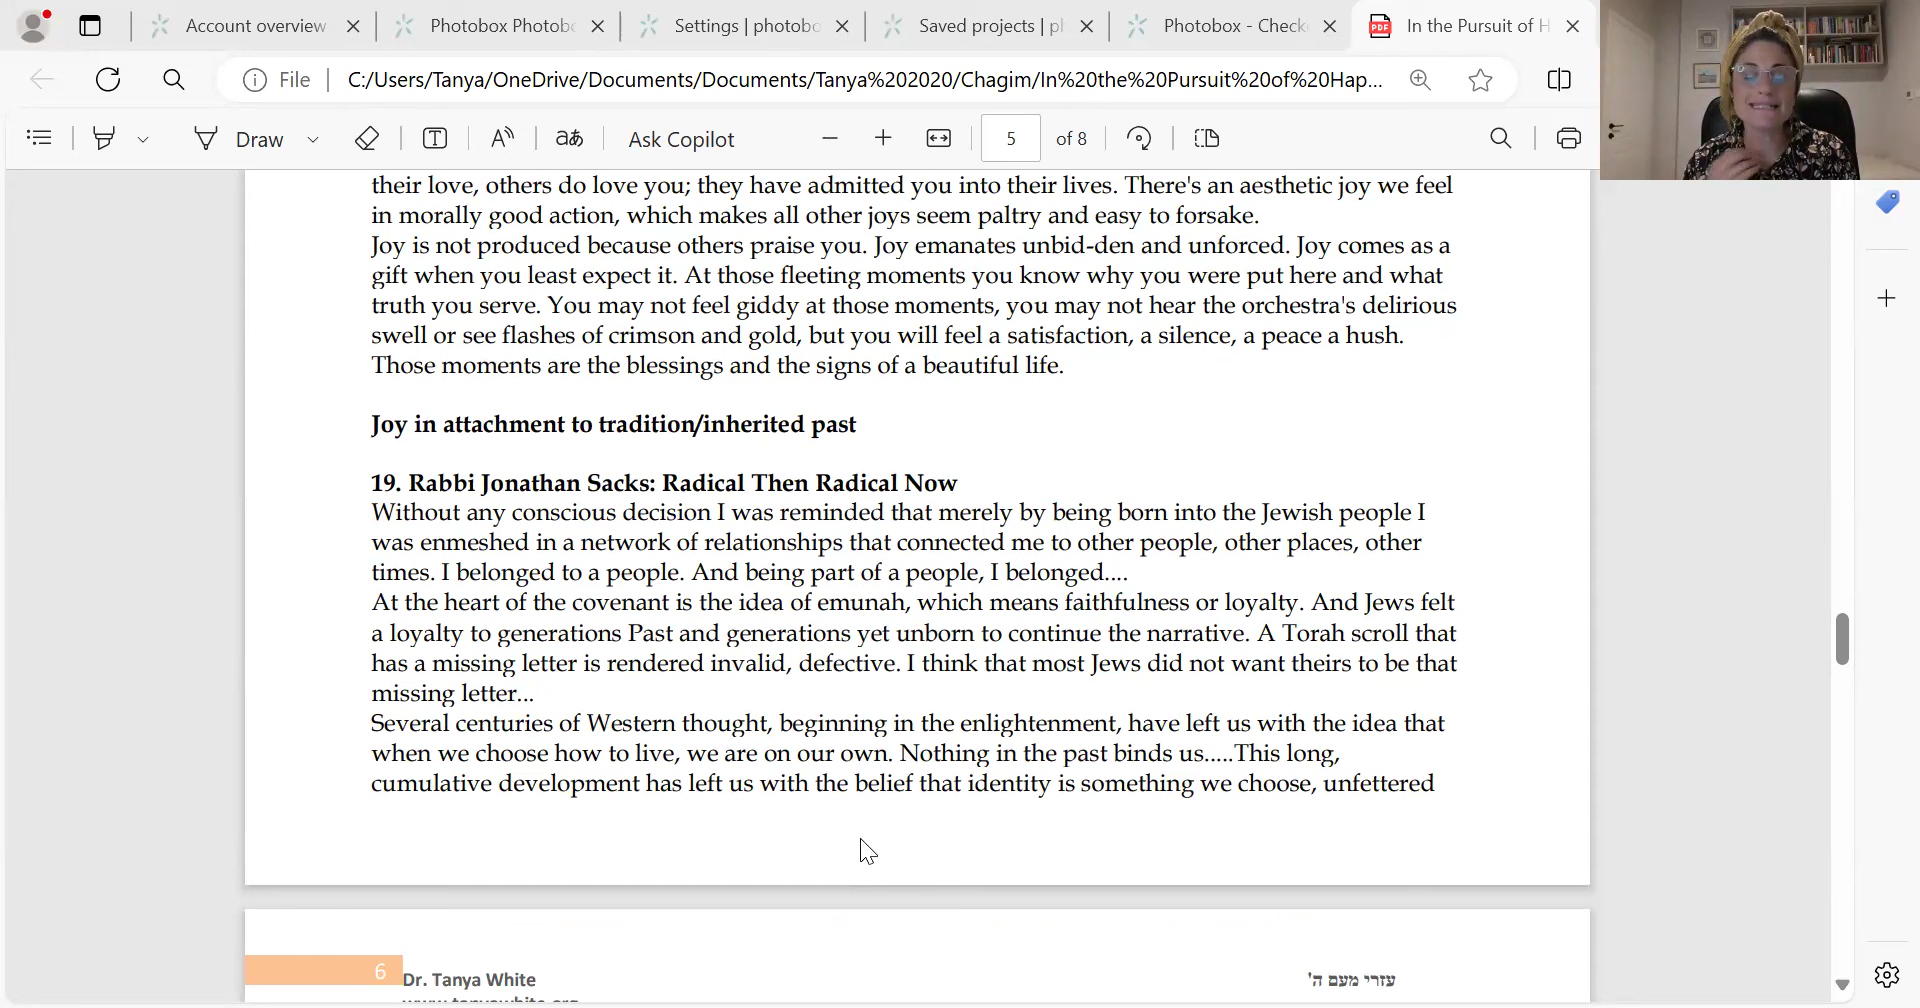 Account overview
Photobox Photobo
Settings | photobo
Saved projects | ph
Photobox - Check
In the Pursuit of H
File
C:/Users/Tanya/OneDrive/Documents/Documents/Tanya%202020/Chagim/In%20the%20Pursuit%20of%20Hap...
Draw
Ask Copilot
5
of 8
their love, others do love you; they have admitted you into their lives. There's an aesthetic joy we feel
in morally good action, which makes all other joys seem paltry and easy to forsake.
Joy is not produced because others praise you. Joy emanates unbid-den and unforced. Joy comes as a
gift when you least expect it. At those fleeting moments you know why you were put here and what
truth you serve. You may not feel giddy at those moments, you may not hear the orchestra's delirious
swell or see flashes of crimson and gold, but you will feel a satisfaction, a silence, a peace a hush.
Those moments are the blessings and the signs of a beautiful life.
Joy in attachment to tradition/inherited past
19. Rabbi Jonathan Sacks: Radical Then Radical Now
Without any conscious decision I was reminded that merely by being born into the Jewish people I
was enmeshed in a network of relationships that connected me to other people, other places, other
times. I belonged to a people. And being part of a people, I belonged....
At the heart of the covenant is the idea of emunah, which means faithfulness or loyalty. And Jews felt
a loyalty to generations Past and generations yet unborn to continue the narrative. A Torah scroll that
has a missing letter is rendered invalid, defective. I think that most Jews did not want theirs to be that
missing letter...
Several centuries of Western thought, beginning in the enlightenment, have left us with the idea that
when we choose how to live, we are on our own. Nothing in the past binds us.....This long,
cumulative development has left us with the belief that identity is something we choose, unfettered
6
Dr. Tanya White
עזרי מעם ה'
www.tanyawhite.org